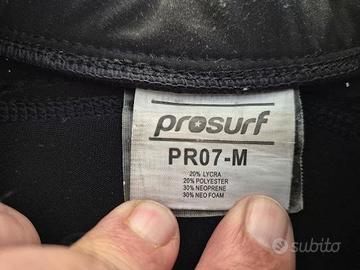 prosurf
PR07-M
20% LYCRA
20% POLYESTER
30% NEOPRENE
30% NEO FOAM
subito